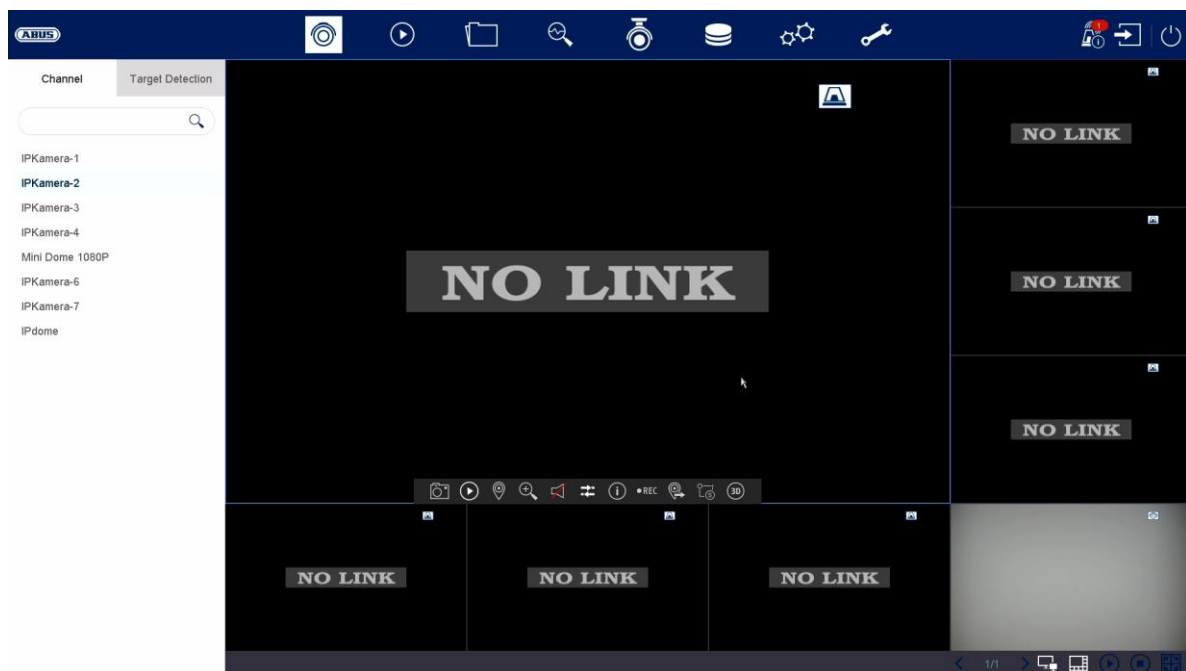 ABUS
1
Channel
Target Detection
IPKamera-1
IPKamera-2
IPKamera-3
IPKamera-4
Mini Dome 1080P
IPKamera-6
IPKamera-7
IPdome
NO LINK
NO LINK
NO LINK
NO LINK
REC
3D
NO LINK
NO LINK
NO LINK
1/1